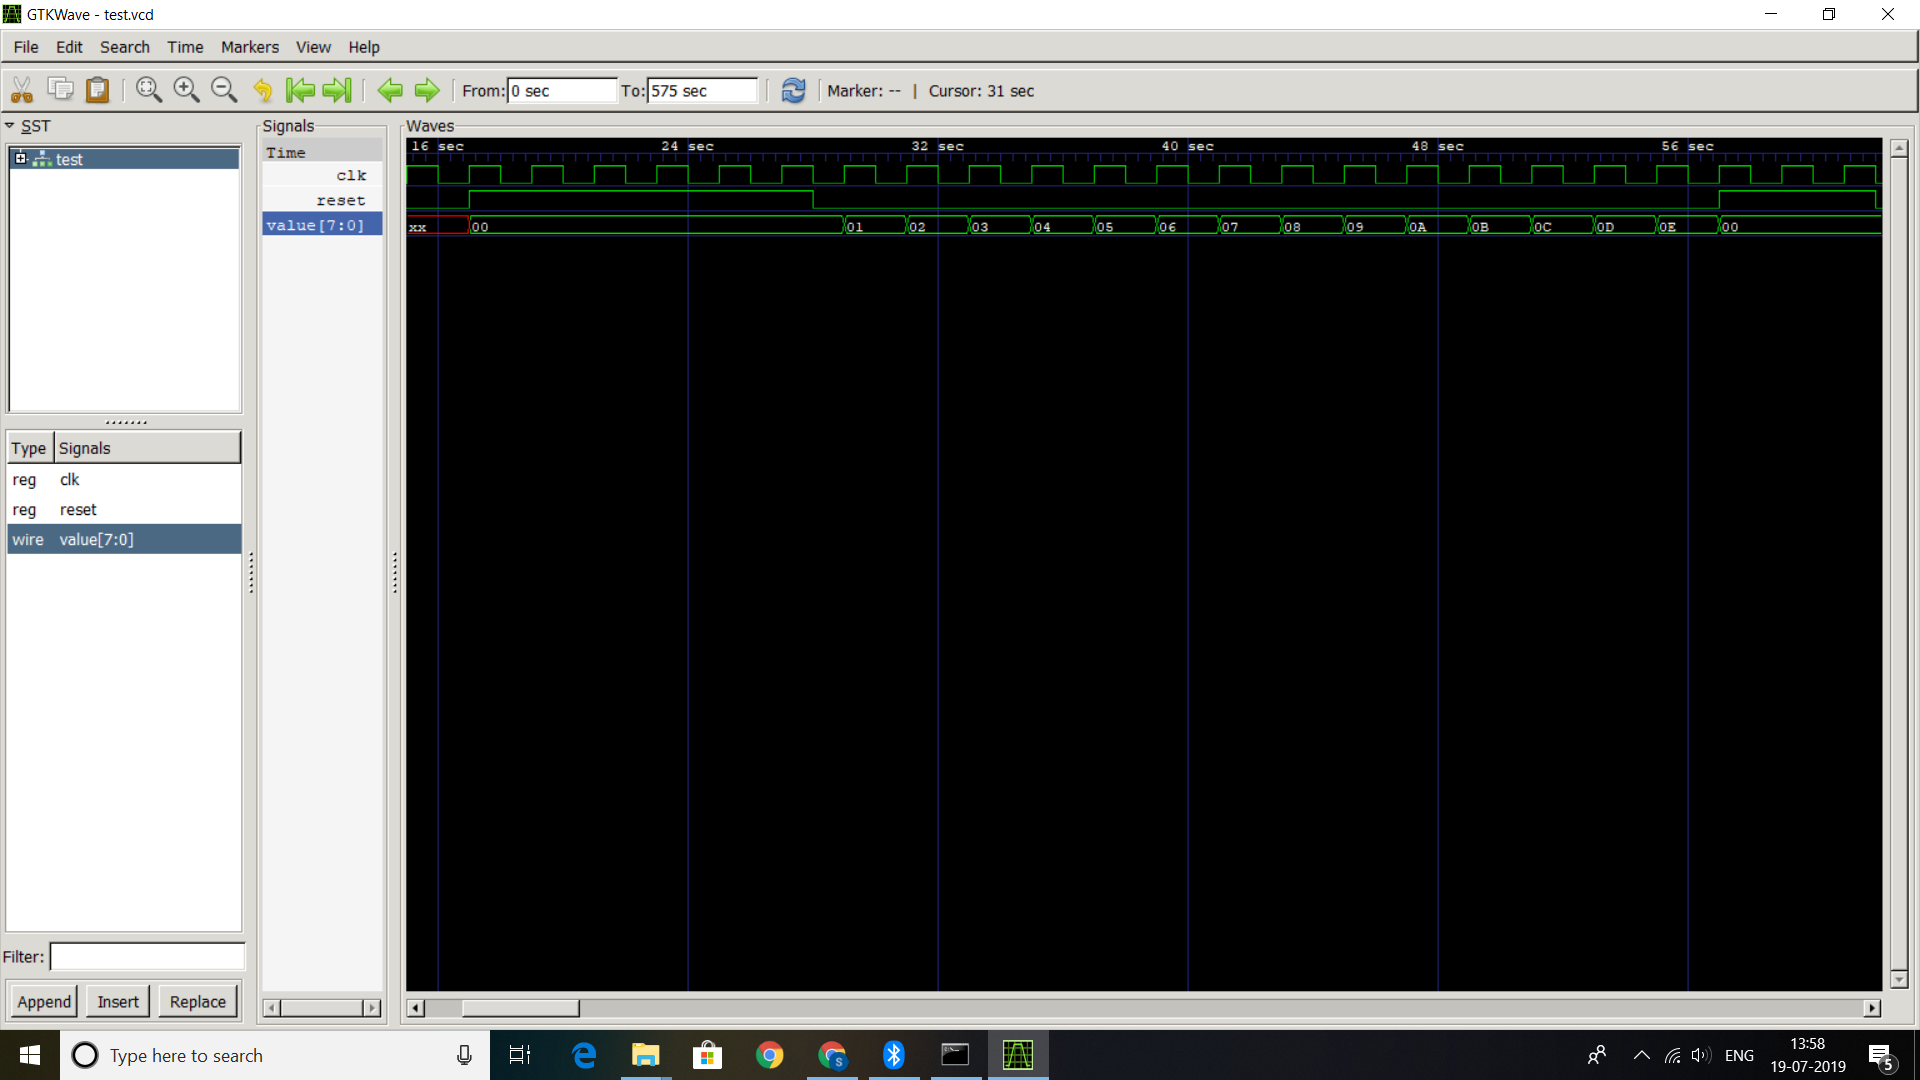 GTKWave - test.vcd
File Edit Search Time Markers View Help
From: 0 sec To: 575 sec Marker: -- | Cursor: 31 sec
SST
test
Type Signals
reg clk
reg reset
wire value[7:0]
Filter:
Append Insert Replace
Signals
Time
clk
reset
value[7:0]
Waves
16 sec 24 sec 32 sec 40 sec 48 sec 56 sec
xx 00 01 02 03 04 05 06 07 08 09 0A 0B 0C 0D 0E 00
Type here to search
S
ENG
13:58
19-07-2019
5